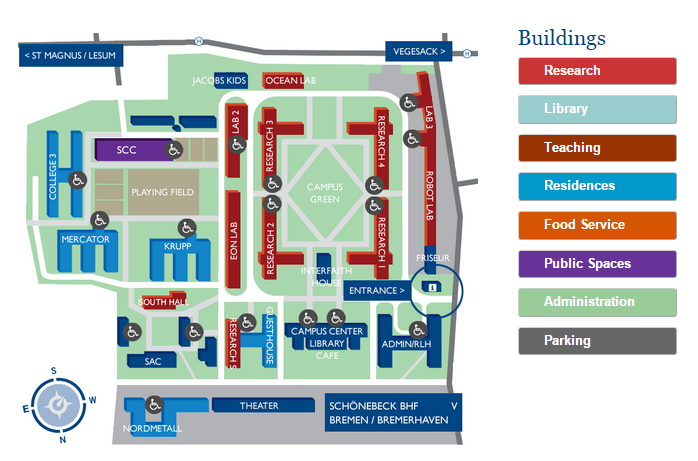 Buildings
Research
Library
Teaching
Residences
Food Service
Public Spaces
Administration
Parking
< ST MAGNUS / LESUM
H
VEGESACK >
H
JACOBS KIDS
OCEAN LAB
LAB 3
LAB 2
RESEARCH 3
RESEARCH 4
SCC
COLLEGE 3
PLAYING FIELD
CAMPUS
GREEN
ROBOT LAB
MERCATOR
KRUPP
EON LAB
RESEARCH 2
RESEARCH 1
FRISEUR
INTERFAITH
HOUSE
ENTRANCE >
i
SOUTH HALL
RESEARCH 5
GUESTHOUSE
CAMPUS CENTER
LIBRARY
CAFE
ADMIN/RLH
SAC
S
E
W
N
NORDMETALL
THEATER
SCHÖNEBECK BHF V
BREMEN / BREMERHAVEN